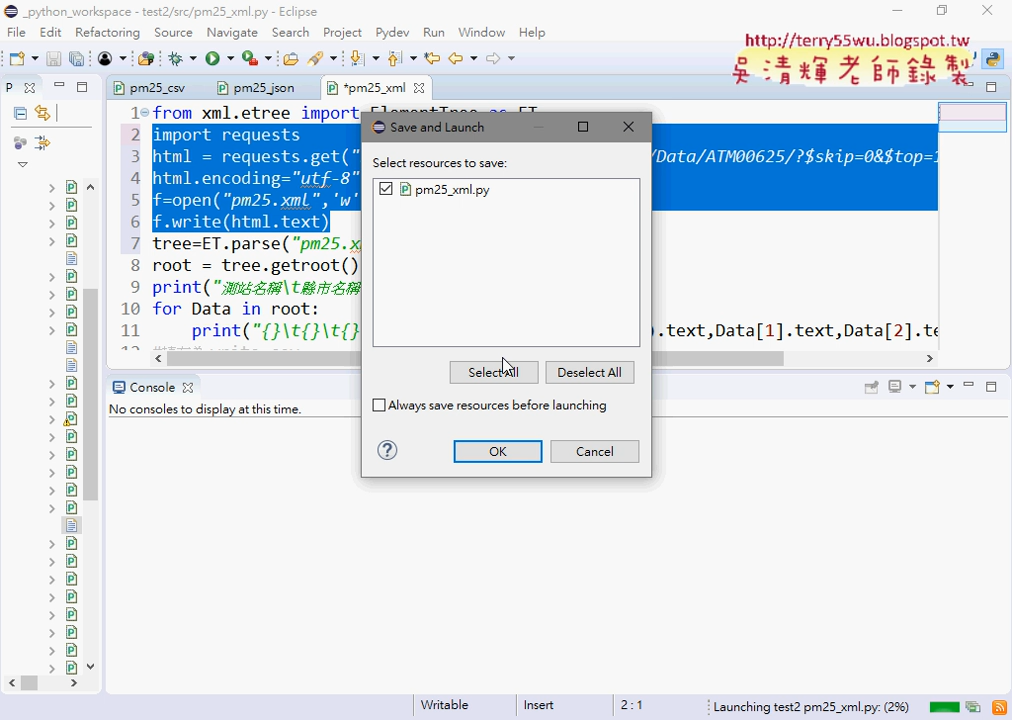 _python_workspace - test2/src/pm25_xml.py - Eclipse
File Edit Refactoring Source Navigate Search Project Pydev Run Window Help
http://terry55wu.blogspot.tw
吳清輝老師錄製
P
pm25_csv pm25_json *pm25_xml
1 from xml.etree import ElementTree as ET
2 import requests
3 html = requests.get(" /Data/ATM00625/?$skip=0&$top=1
4 html.encoding="utf-8"
5 f=open("pm25.xml",'w'
6 f.write(html.text)
7 tree=ET.parse("pm25.x
8 root = tree.getroot()
9 print("測站名稱\t縣市名稱
10 for Data in root:
11 print("{}\t{}\t{} ).text,Data[1].text,Data[2].te
Save and Launch
Select resources to save:
pm25_xml.py
Select All Deselect All
Always save resources before launching
OK Cancel
Console
No consoles to display at this time.
Writable Insert 2 : 1 Launching test2 pm25_xml.py: (2%)